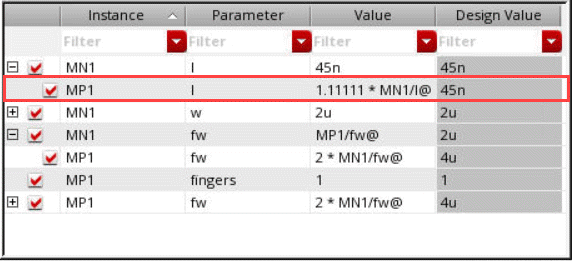 Instance Parameter Value Design Value
Filter Filter Filter Filter
MN1 l 45n 45n
MP1 l 1.11111 * MN1/l@ 45n
MN1 w 2u 2u
MN1 fw MP1/fw@ 2u
MP1 fw 2 * MN1/fw@ 4u
MP1 fingers 1 1
MP1 fw 2 * MN1/fw@ 4u